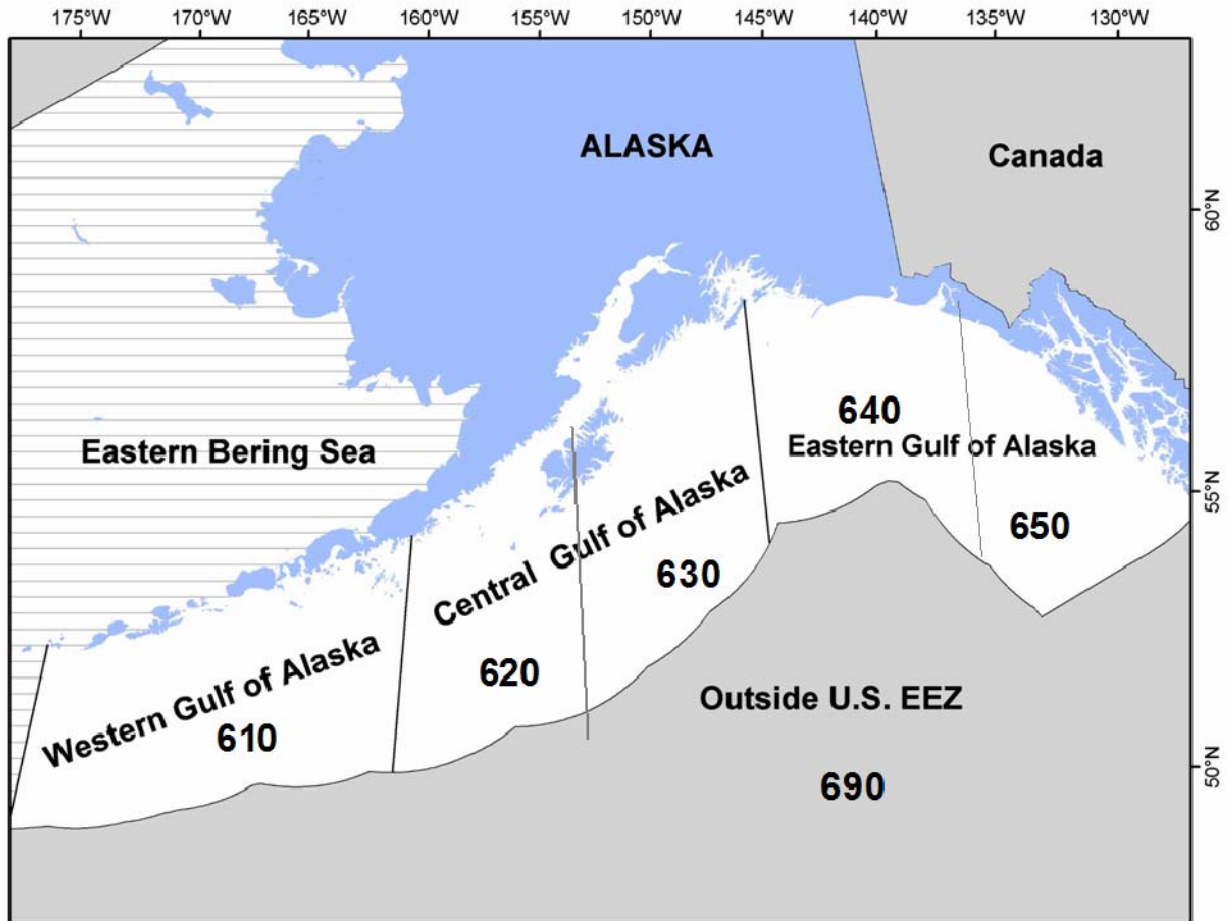 175°W 170°W 165°W 160°W 155°W 150°W 145°W 140°W 135°W 130°W
ALASKA
Canada
60°N
640
Eastern Gulf of Alaska
Eastern Bering Sea
55°N
650
Central Gulf of Alaska
630
620
Western Gulf of Alaska
610
Outside U.S. EEZ
50°N
690